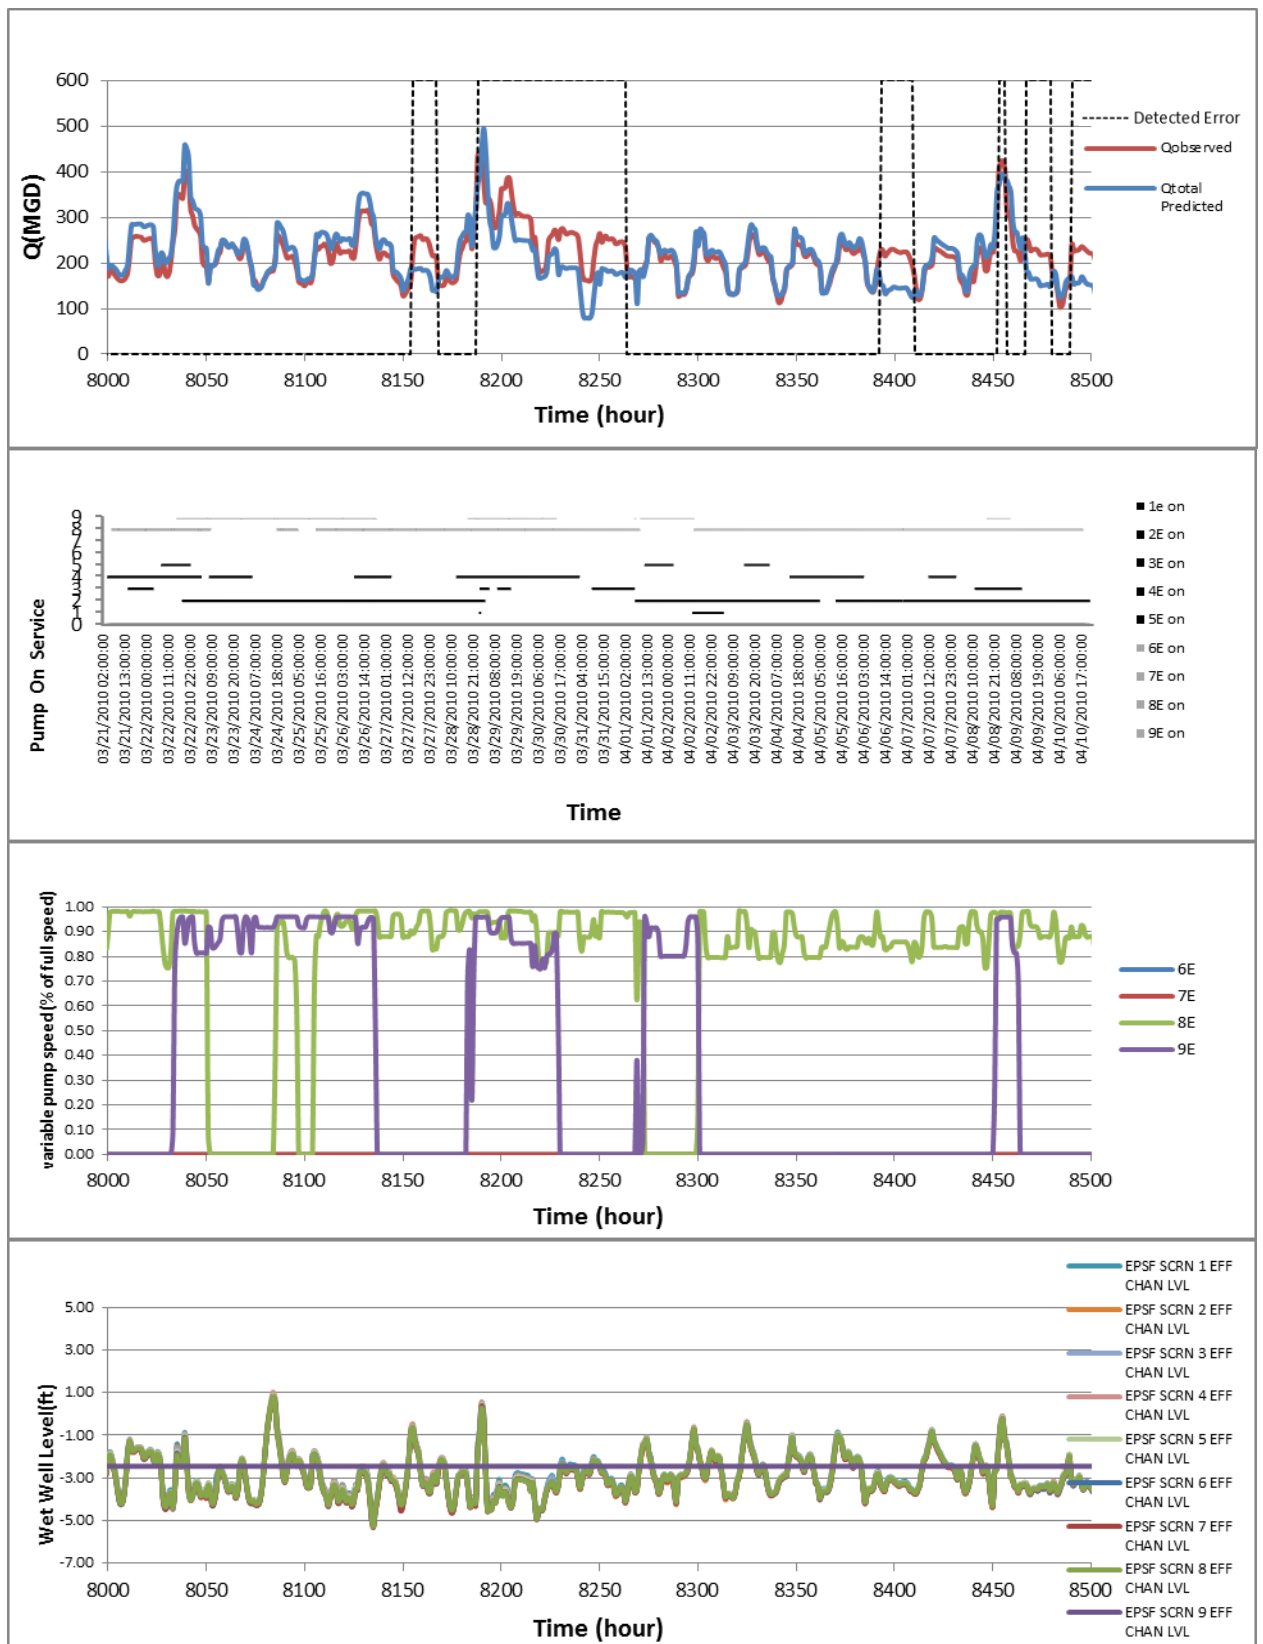 600
500
400
300
200
100
0
Q(MGD)
8000 8050 8100 8150 8200 8250 8300 8350 8400 8450 8500
Time (hour)
Detected Error
Qobserved
Qtotal
Predicted
9
8
7
6
5
4
3
2
1
0
Pump On Service
03/21/2010 02:00:00
03/21/2010 13:00:00
03/22/2010 00:00:00
03/22/2010 11:00:00
03/22/2010 22:00:00
03/23/2010 09:00:00
03/23/2010 20:00:00
03/24/2010 07:00:00
03/24/2010 18:00:00
03/25/2010 05:00:00
03/25/2010 16:00:00
03/26/2010 03:00:00
03/26/2010 14:00:00
03/27/2010 01:00:00
03/27/2010 12:00:00
03/27/2010 23:00:00
03/28/2010 10:00:00
03/28/2010 21:00:00
03/29/2010 08:00:00
03/29/2010 19:00:00
03/30/2010 06:00:00
03/30/2010 17:00:00
03/31/2010 04:00:00
03/31/2010 15:00:00
04/01/2010 02:00:00
04/01/2010 13:00:00
04/02/2010 00:00:00
04/02/2010 11:00:00
04/02/2010 22:00:00
04/03/2010 09:00:00
04/03/2010 20:00:00
04/04/2010 07:00:00
04/04/2010 18:00:00
04/05/2010 05:00:00
04/05/2010 16:00:00
04/06/2010 03:00:00
04/06/2010 14:00:00
04/07/2010 01:00:00
04/07/2010 12:00:00
04/07/2010 23:00:00
04/08/2010 10:00:00
04/08/2010 21:00:00
04/09/2010 08:00:00
04/09/2010 19:00:00
04/10/2010 06:00:00
04/10/2010 17:00:00
Time
1e on
2E on
3E on
4E on
5E on
6E on
7E on
8E on
9E on
variable pump speed(% of full speed)
1.00
0.90
0.80
0.70
0.60
0.50
0.40
0.30
0.20
0.10
0.00
8000 8050 8100 8150 8200 8250 8300 8350 8400 8450 8500
Time (hour)
6E
7E
8E
9E
Wet Well Level(ft)
5.00
3.00
1.00
-1.00
-3.00
-5.00
-7.00
8000 8050 8100 8150 8200 8250 8300 8350 8400 8450 8500
Time (hour)
EPSF SCRN 1 EFF
CHAN LVL
EPSF SCRN 2 EFF
CHAN LVL
EPSF SCRN 3 EFF
CHAN LVL
EPSF SCRN 4 EFF
CHAN LVL
EPSF SCRN 5 EFF
CHAN LVL
EPSF SCRN 6 EFF
CHAN LVL
EPSF SCRN 7 EFF
CHAN LVL
EPSF SCRN 8 EFF
CHAN LVL
EPSF SCRN 9 EFF
CHAN LVL